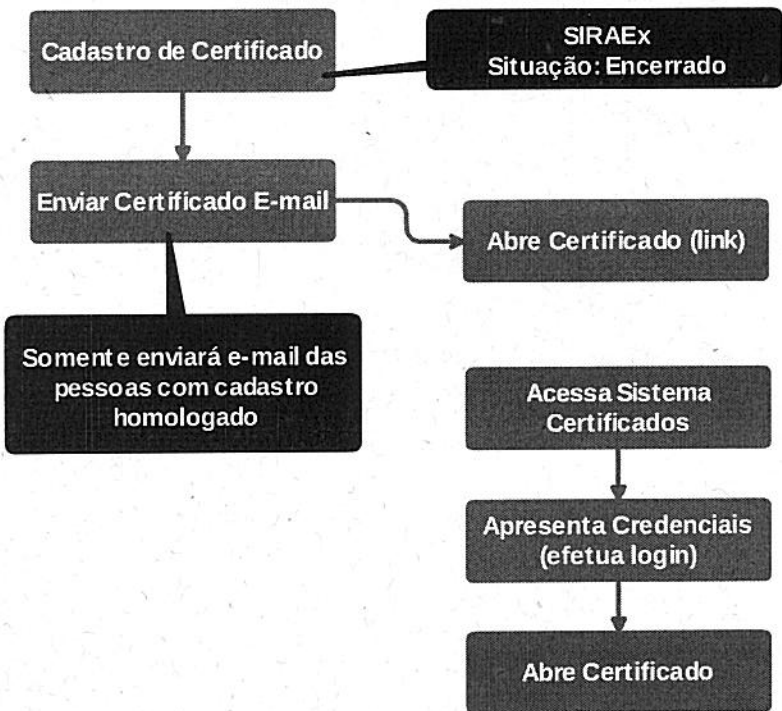 Cadastro de Certificado
SIRAEx
Situação: Encerrado
Enviar Certificado E-mail
Abre Certificado (link)
Somente enviará e-mail das
pessoas com cadastro
homologado
Acessa Sistema
Certificados
Apresenta Credenciais
(efetua login)
Abre Certificado